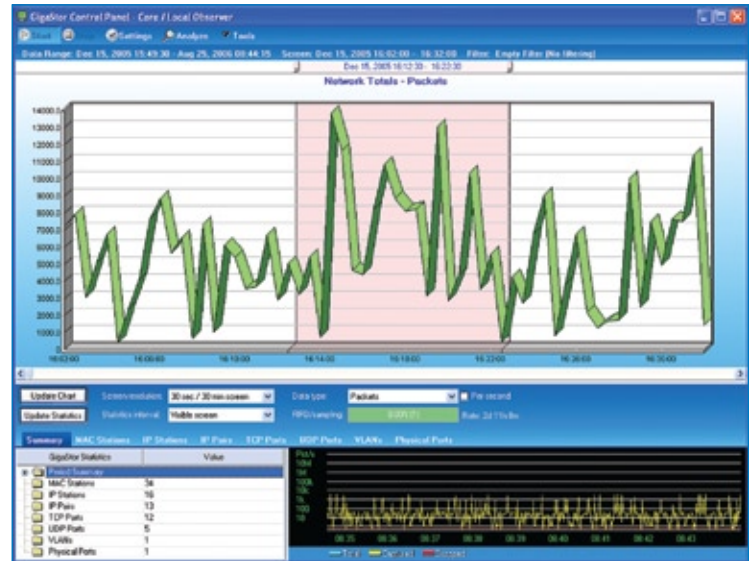 GigaStor Control Panel - Core / Local Observer
Start
Settings Analyze Tools
Data Range: Dec 15, 2005 15:49:30 - Aug 25, 2006 08:44:15 Screen: Dec 15, 2005 16:02:00 - 16:32:00 Filter: Empty Filter (No filtering)
Dec 15, 2005 16:12:30 - 16:22:30
Network Totals - Packets
14000.0
13000.0
12000.0
11000.0
10000.0
9000.0
8000.0
7000.0
6000.0
5000.0
4000.0
3000.0
2000.0
1000.0
0
16:02:00 16:06:00 16:10:00 16:14:00 16:18:00 16:22:00 16:26:00 16:30:00
Update Chart Screen resolution: 30 sec / 30 min screen Data type: Packets Per second
Update Statistics Statistics interval: Visible screen
Summary MAC Stations IP Stations IP Pairs TCP Ports UDP Ports VLANs Physical Ports
GigaStor Statistics Value
Period Summary
MAC Stations 34
IP Stations 16
IP Pairs 13
TCP Ports 12
UDP Ports 5
VLANs 1
Physical Ports 1
Pkt/s
10M
1M
100k
10k
1k
100
10
08:35 08:36 08:37 08:38 08:39 08:40 08:41 08:42 08:43
Total Captured Dropped